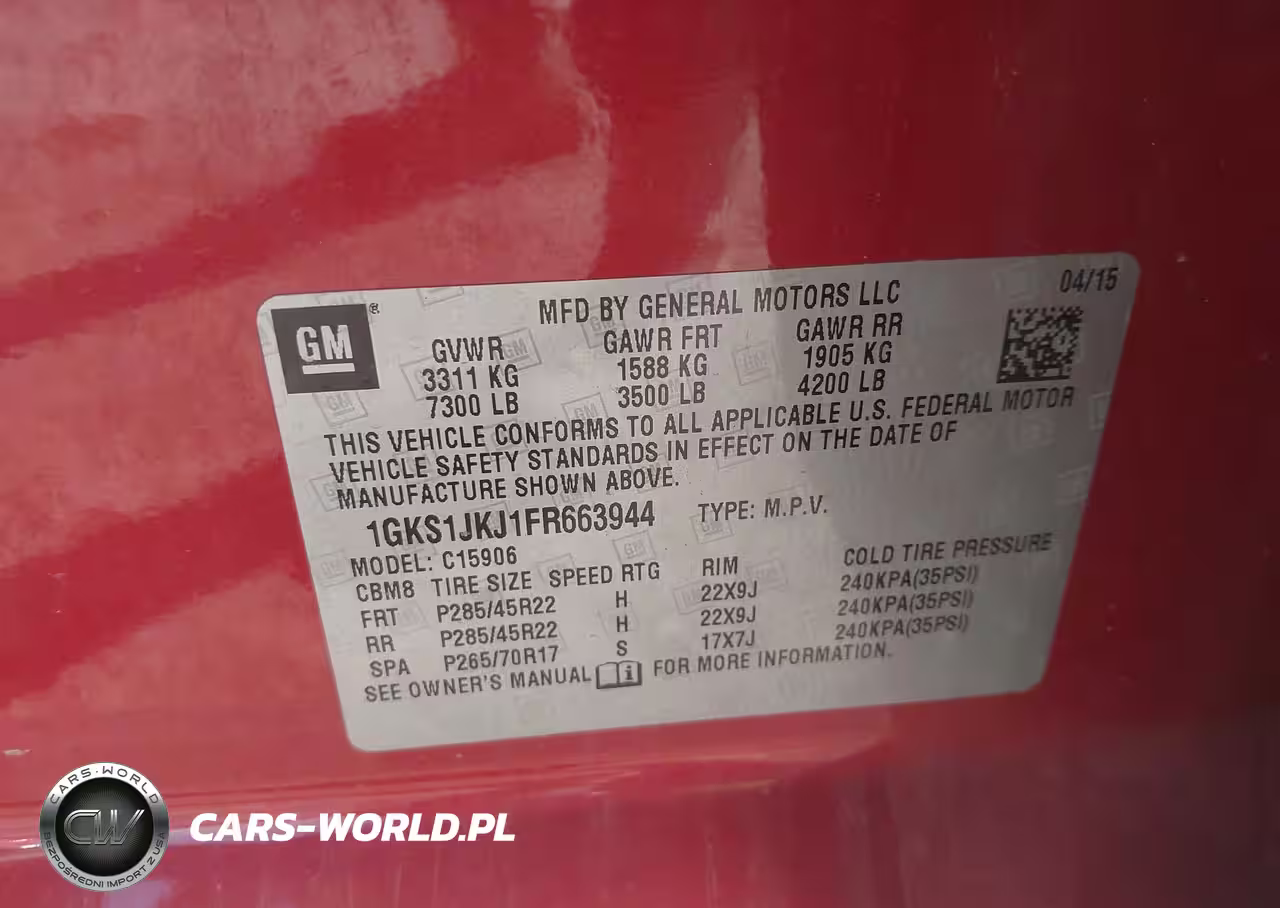 04/15
MFD BY GENERAL MOTORS LLC
GM ®
GVWR GAWR FRT GAWR RR
3311 KG 1588 KG 1905 KG
7300 LB 3500 LB 4200 LB
THIS VEHICLE CONFORMS TO ALL APPLICABLE U.S. FEDERAL MOTOR
VEHICLE SAFETY STANDARDS IN EFFECT ON THE DATE OF
MANUFACTURE SHOWN ABOVE.
1GKS1JKJ1FR663944 TYPE: M.P.V.
MODEL: C15906
CBM8 TIRE SIZE SPEED RTG RIM COLD TIRE PRESSURE
FRT P285/45R22 H 22X9J 240KPA(35PSI)
RR P285/45R22 H 22X9J 240KPA(35PSI)
SPA P265/70R17 S 17X7J 240KPA(35PSI)
SEE OWNER'S MANUAL FOR MORE INFORMATION.
CARS-WORLD
CW
BEZPOŚREDNI IMPORT Z USA
CARS-WORLD.PL